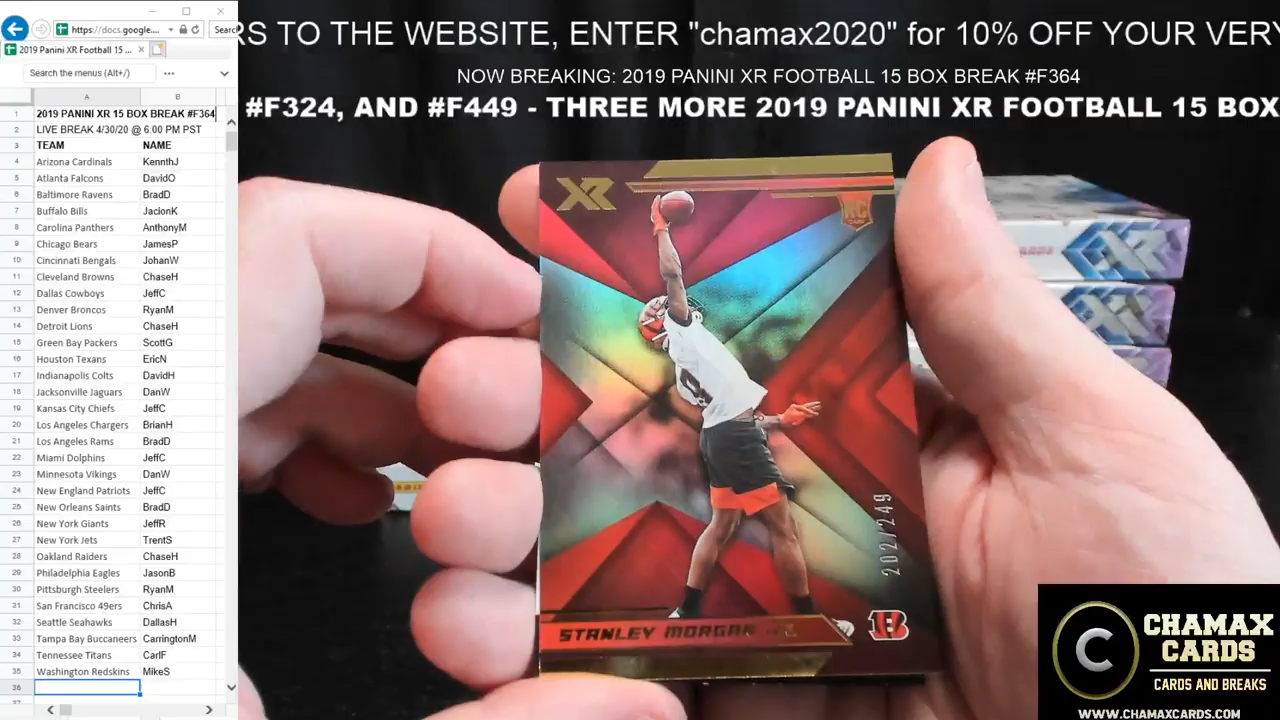 https://docs.google....
Searc
2019 Panini XR Football 15 ...
Search the menus (Alt+/)
A B
1 2019 PANINI XR 15 BOX BREAK #F364
2 LIVE BREAK 4/30/20 @ 6:00 PM PST
3 TEAM NAME
4 Arizona Cardinals KennthJ
5 Atlanta Falcons DavidO
6 Baltimore Ravens BradD
7 Buffalo Bills JacionK
8 Carolina Panthers AnthonyM
9 Chicago Bears JamesP
10 Cincinnati Bengals JohanW
11 Cleveland Browns ChaseH
12 Dallas Cowboys JeffC
13 Denver Broncos RyanM
14 Detroit Lions ChaseH
15 Green Bay Packers ScottG
16 Houston Texans EricN
17 Indianapolis Colts DavidH
18 Jacksonville Jaguars DanW
19 Kansas City Chiefs JeffC
20 Los Angeles Chargers BrianH
21 Los Angeles Rams BradD
22 Miami Dolphins JeffC
23 Minnesota Vikings DanW
24 New England Patriots JeffC
25 New Orleans Saints BradD
26 New York Giants JeffR
27 New York Jets TrentS
28 Oakland Raiders ChaseH
29 Philadelphia Eagles JasonB
30 Pittsburgh Steelers RyanM
31 San Francisco 49ers ChrisA
32 Seattle Seahawks DallasH
33 Tampa Bay Buccaneers CarringtonM
34 Tennessee Titans CarlF
35 Washington Redskins MikeS
36
RS TO THE WEBSITE, ENTER "chamax2020" for 10% OFF YOUR VERY
NOW BREAKING: 2019 PANINI XR FOOTBALL 15 BOX BREAK #F364
#F324, AND #F449 - THREE MORE 2019 PANINI XR FOOTBALL 15 BOX
XR
RC
202/249
STANLEY MORGAN
B
XR
XR
C
CHAMAX
CARDS
CARDS AND BREAKS
WWW.CHAMAXCARDS.COM